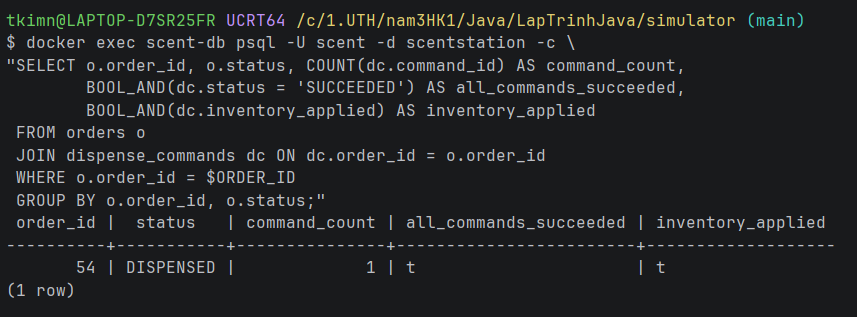 tkimn@LAPTOP-D7SR25FR UCRT64 /c/1.UTH/nam3HK1/Java/LapTrinhJava/simulator (main)
$ docker exec scent-db psql -U scent -d scentstation -c \
"SELECT o.order_id, o.status, COUNT(dc.command_id) AS command_count,
        BOOL_AND(dc.status = 'SUCCEEDED') AS all_commands_succeeded,
        BOOL_AND(dc.inventory_applied) AS inventory_applied
 FROM orders o
 JOIN dispense_commands dc ON dc.order_id = o.order_id
 WHERE o.order_id = $ORDER_ID
 GROUP BY o.order_id, o.status;"
 order_id |  status   | command_count | all_commands_succeeded | inventory_applied
----------+-----------+---------------+------------------------+-------------------
       54 | DISPENSED |             1 | t                      | t
(1 row)